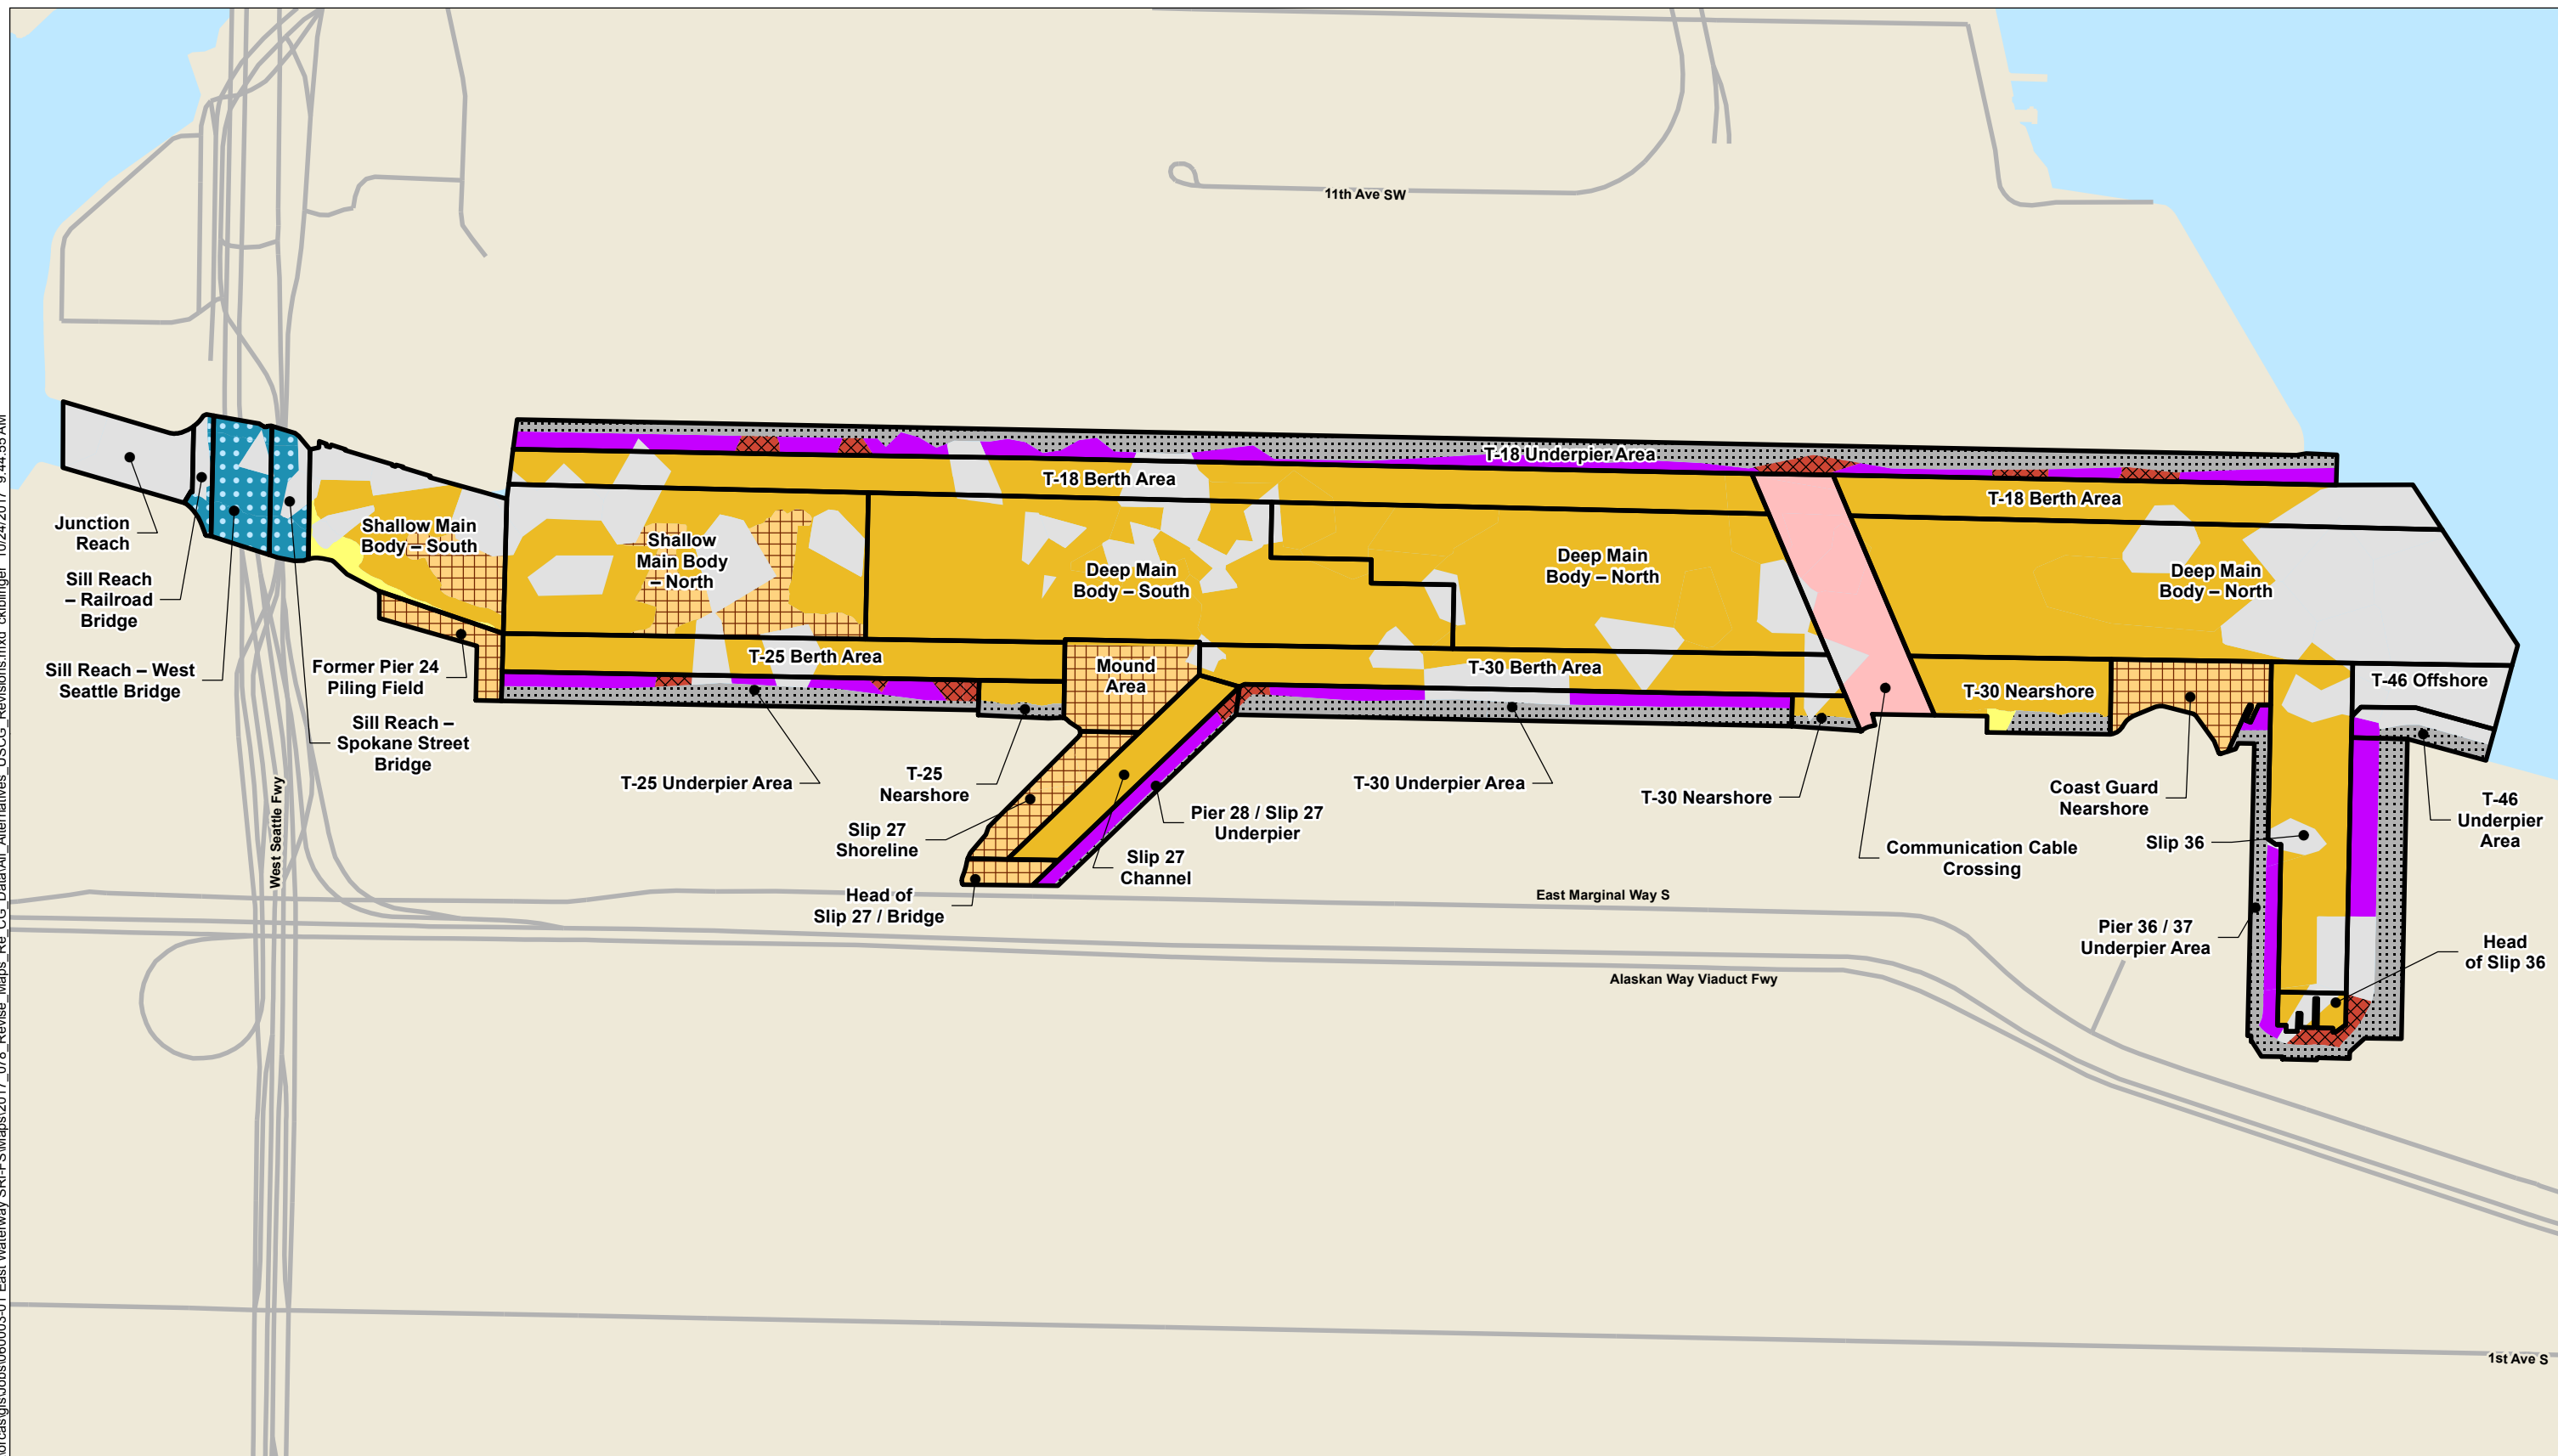 11th Ave SW
T-18 Underpier Area
T-18 Berth Area
T-18 Berth Area
Junction
Reach
Sill Reach
– Railroad
Bridge
Sill Reach – West
Seattle Bridge
Shallow Main
Body – South
Shallow
Main Body
– North
Deep Main
Body – South
Deep Main
Body – North
Deep Main
Body – North
Former Pier 24
Piling Field
Sill Reach –
Spokane Street
Bridge
T-25 Berth Area
Mound
Area
T-30 Berth Area
T-30 Nearshore
T-46 Offshore
T-25 Underpier Area
T-25
Nearshore
T-30 Underpier Area
T-30 Nearshore
Slip 27
Shoreline
Pier 28 / Slip 27
Underpier
Slip 27
Channel
Head of
Slip 27 / Bridge
Communication Cable
Crossing
Coast Guard
Nearshore
Slip 36
T-46
Underpier
Area
Pier 36 / 37
Underpier Area
Head
of Slip 36
West Seattle Fwy
East Marginal Way S
Alaskan Way Viaduct Fwy
1st Ave S